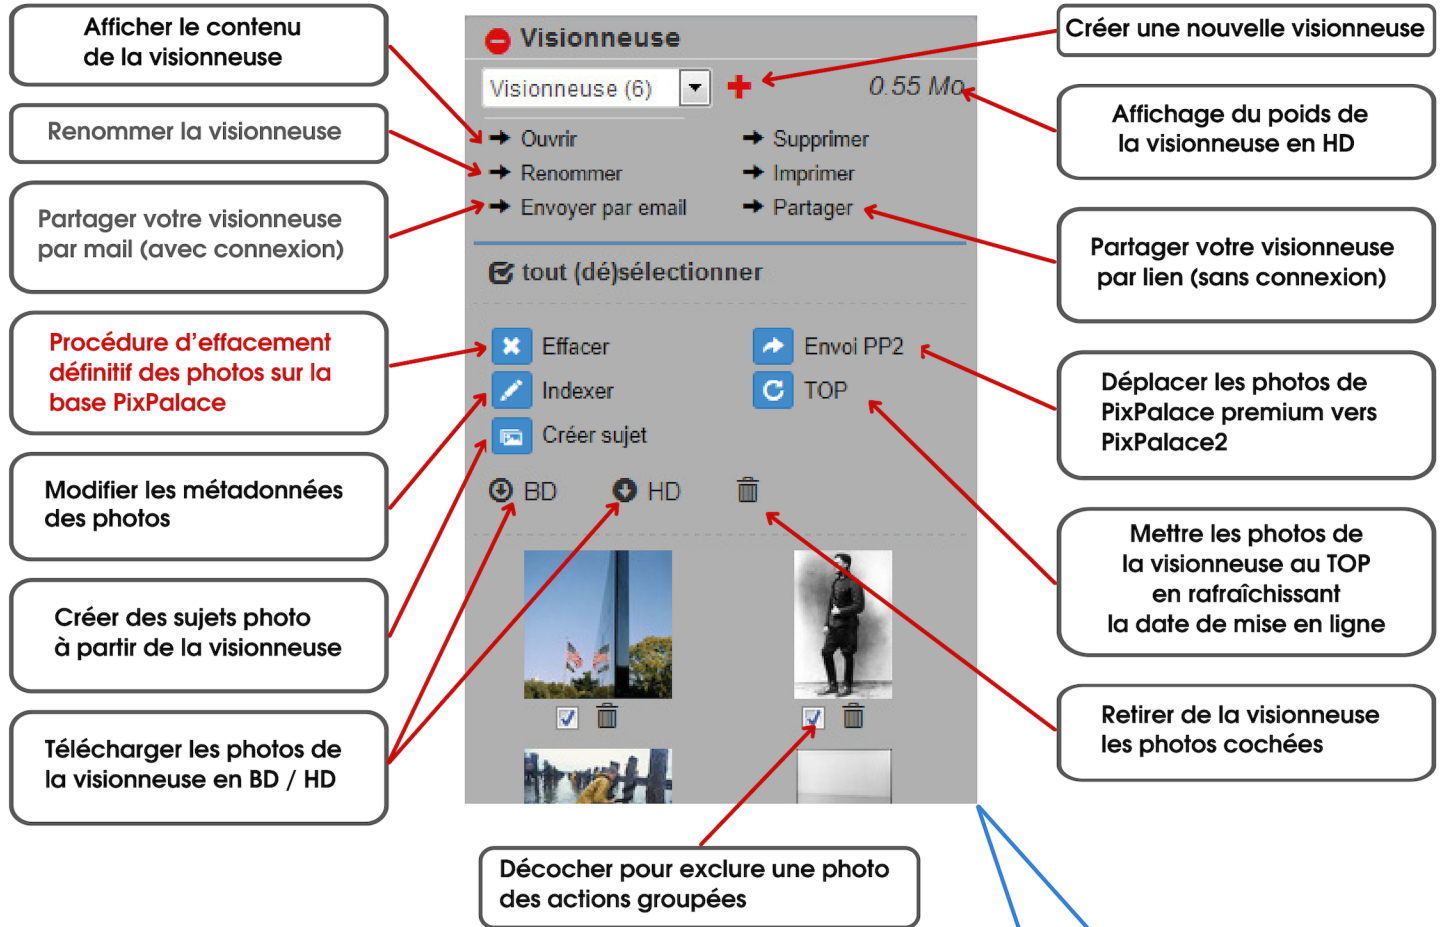 Afficher le contenu
de la visionneuse
Renommer la visionneuse
Partager votre visionneuse
par mail (avec connexion)
Procédure d'effacement
définitif des photos sur la
base PixPalace
Modifier les métadonnées
des photos
Créer des sujets photo
à partir de la visionneuse
Télécharger les photos de
la visionneuse en BD / HD
Visionneuse
Visionneuse (6)
0.55 Mo
Ouvrir
Supprimer
Renommer
Imprimer
Envoyer par email
Partager
tout (dé)sélectionner
Effacer
Envoi PP2
Indexer
TOP
Créer sujet
BD
HD
Décocher pour exclure une photo
des actions groupées
Créer une nouvelle visionneuse
Affichage du poids de
la visionneuse en HD
Partager votre visionneuse
par lien (sans connexion)
Déplacer les photos de
PixPalace premium vers
PixPalace2
Mettre les photos de
la visionneuse au TOP
en rafraîchissant
la date de mise en ligne
Retirer de la visionneuse
les photos cochées